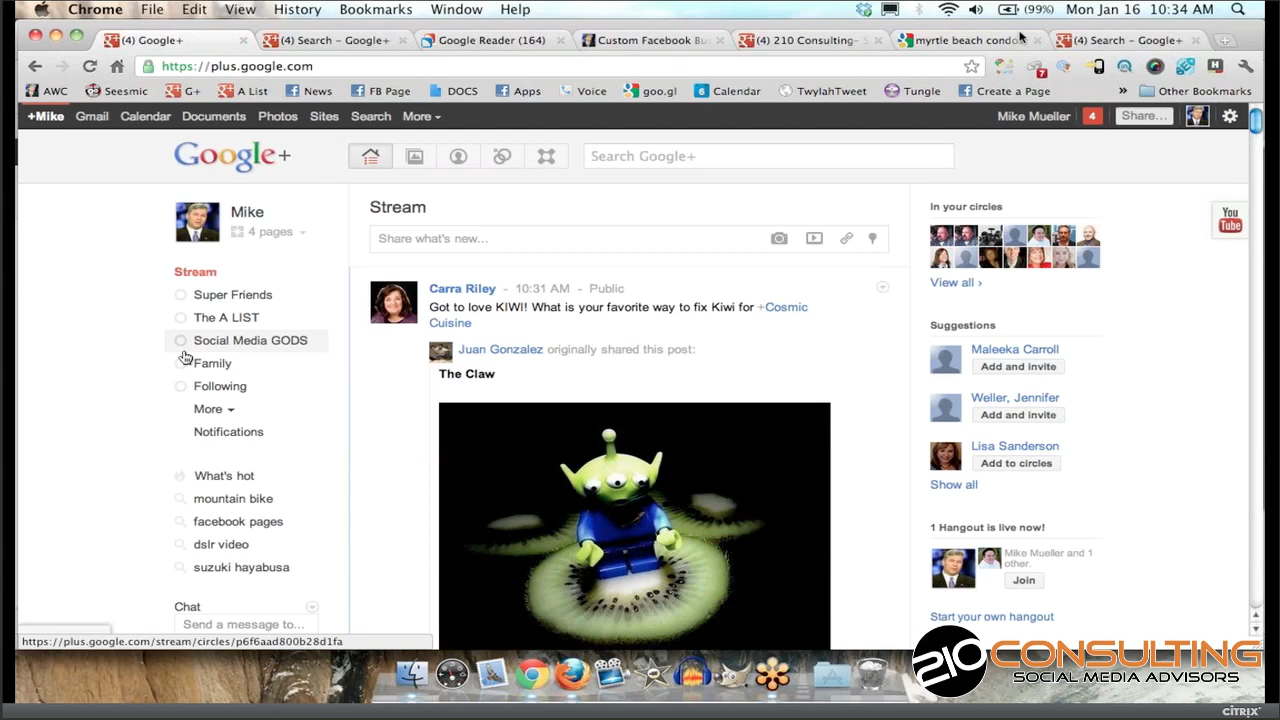 Chrome File Edit View History Bookmarks Window Help (99%) Mon Jan 16 10:34 AM
(4) Google+ (4) Search – Google+ Google Reader (144) Custom Facebook Bu (4) 210 Consulting– S myrtle beach condo (4) Search – Google+
https://plus.google.com 7
AWC Seesmic G+ A List News FB Page DOCS Apps Voice goo.gl 6 Calendar TwylahTweet Tungle Create a Page » Other Bookmarks
+Mike Gmail Calendar Documents Photos Sites Search More Mike Mueller 4 Share...
Google+ Search Google+
Mike
4 pages
Stream
Super Friends
The A LIST
Social Media GODS
Family
Following
More
Notifications
What's hot
mountain bike
facebook pages
dslr video
suzuki hayabusa
Chat
Send a message to...
https://plus.google.com/stream/circles/p6f6aad800b28d1fa
Stream
Share what's new...
Carra Riley - 10:31 AM - Public
Got to love KIWI! What is your favorite way to fix Kiwi for +Cosmic
Cuisine
Juan Gonzalez originally shared this post:
The Claw
In your circles
View all ›
Suggestions
Maleeka Carroll
Add and invite
Weller, Jennifer
Add and invite
Lisa Sanderson
Add to circles
Show all
1 Hangout is live now!
Mike Mueller and 1
other.
Join
Start your own hangout
You
Tube
210 CONSULTING
SOCIAL MEDIA ADVISORS
CITRIX